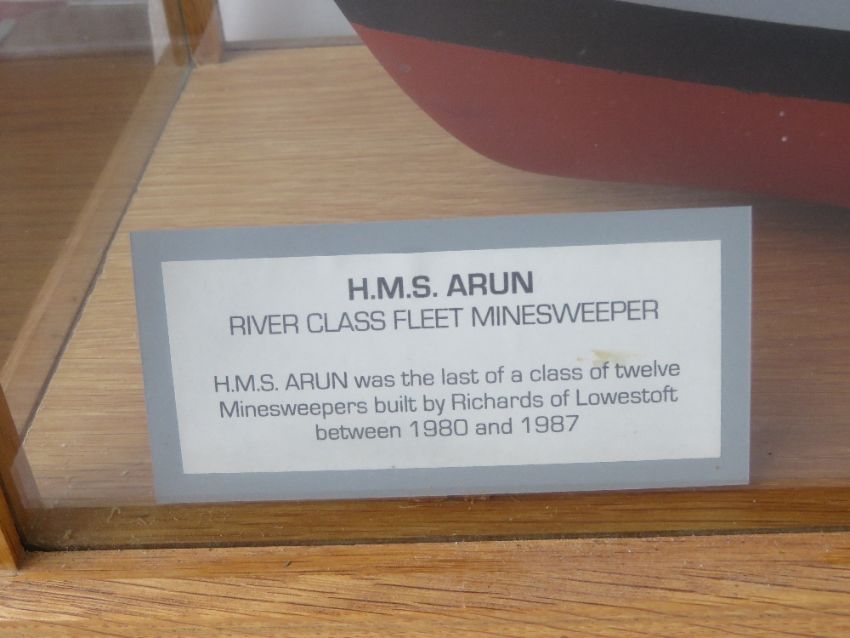 H.M.S. ARUN
RIVER CLASS FLEET MINESWEEPER
H.M.S. ARUN was the last of a class of twelve
Minesweepers built by Richards of Lowestoft
between 1980 and 1987